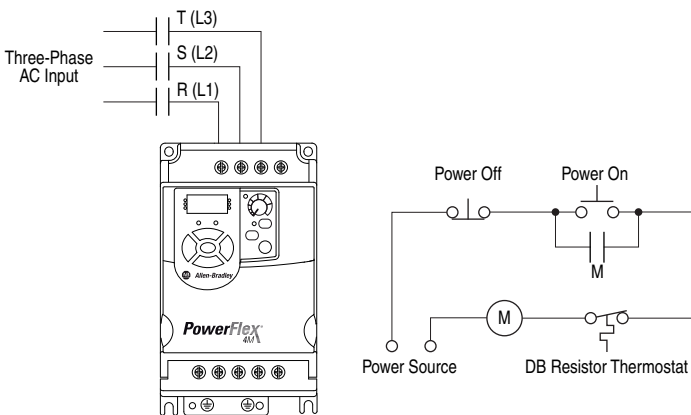 T (L3)
S (L2)
Three-Phase
AC Input
R (L1)
Power Off
Power On
M
Allen-Bradley
PowerFlex
4M
M
Power Source
DB Resistor Thermostat